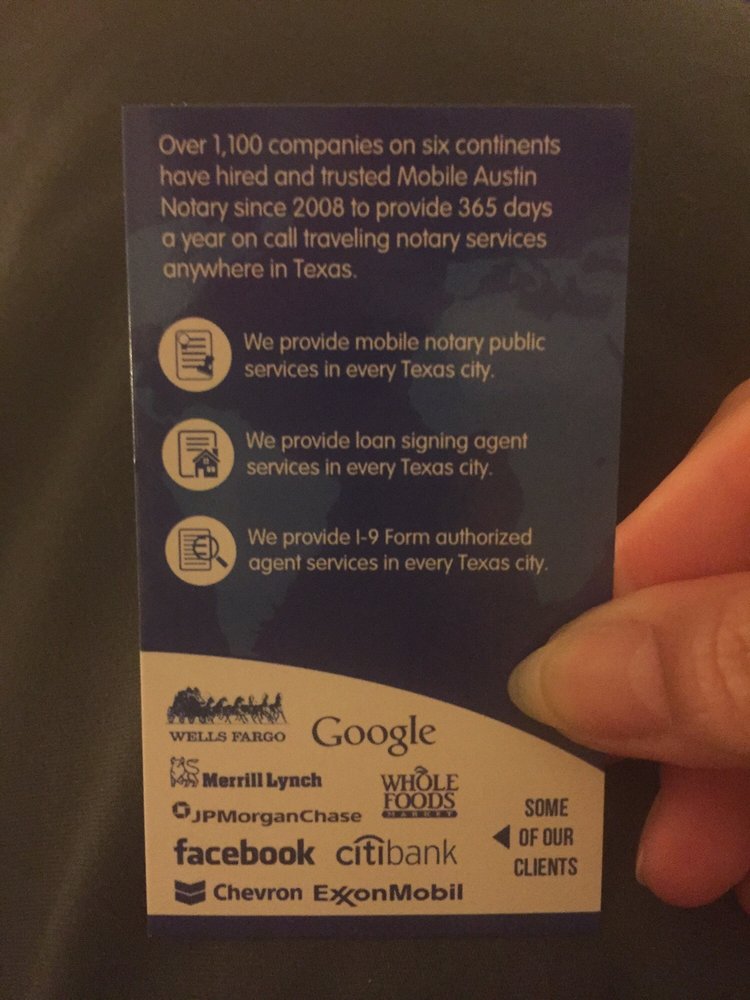 Over 1,100 companies on six continents
have hired and trusted Mobile Austin
Notary since 2008 to provide 365 days
a year on call traveling notary services
anywhere in Texas.
We provide mobile notary public
services in every Texas city.
We provide loan signing agent
services in every Texas city.
We provide I-9 Form authorized
agent services in every Texas city.
WELLS FARGO
Google
Merrill Lynch
WHOLE
FOODS
MARKET
JPMorganChase
facebook
citibank
Chevron
ExxonMobil
SOME
OF OUR
CLIENTS